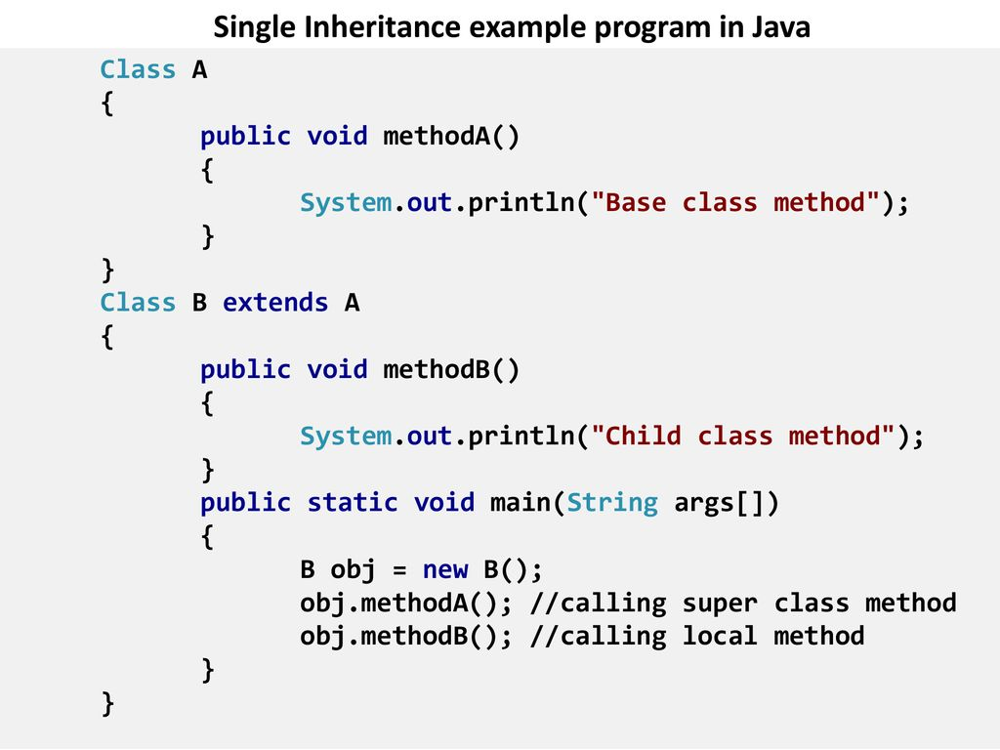 Single Inheritance example program in Java
Class A
{
public void methodA()
{
System.out.println("Base class method");
}
}
Class B extends A
{
public void methodB()
{
System.out.println("Child class method");
}
public static void main(String args[])
{
B obj = new B();
obj.methodA(); //calling super class method
obj.methodB(); //calling local method
}
}